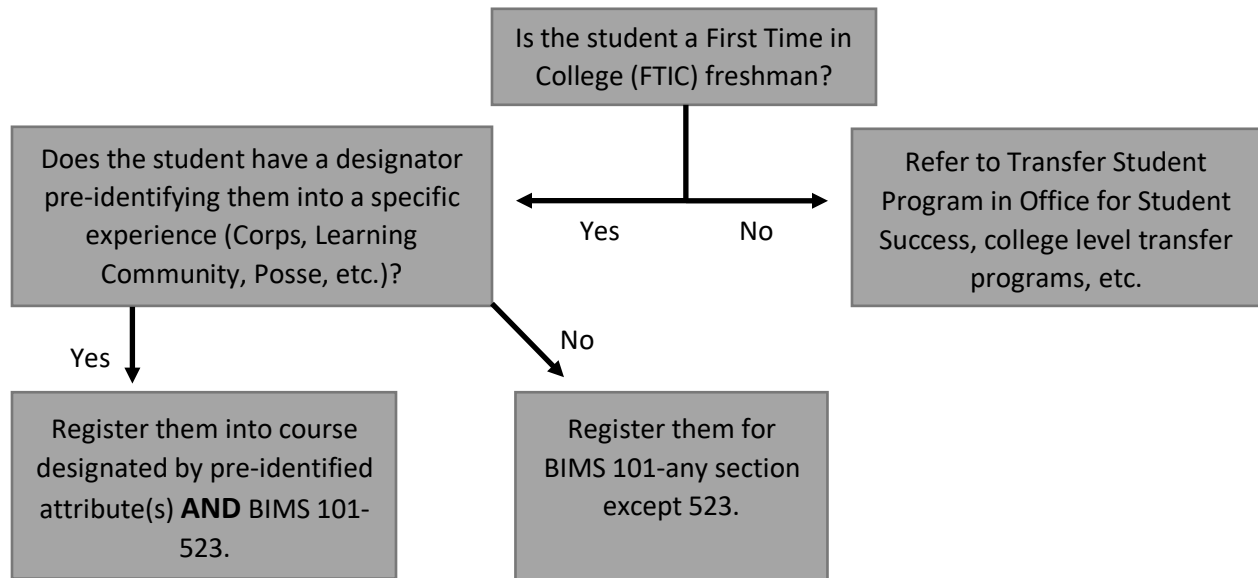 Is the student a First Time in
College (FTIC) freshman?
Does the student have a designator
pre-identifying them into a specific
experience (Corps, Learning
Community, Posse, etc.)?
Yes
No
Refer to Transfer Student
Program in Office for Student
Success, college level transfer
programs, etc.
Yes
No
Register them into course
designated by pre-identified
attribute(s) AND BIMS 101-
523.
Register them for
BIMS 101-any section
except 523.